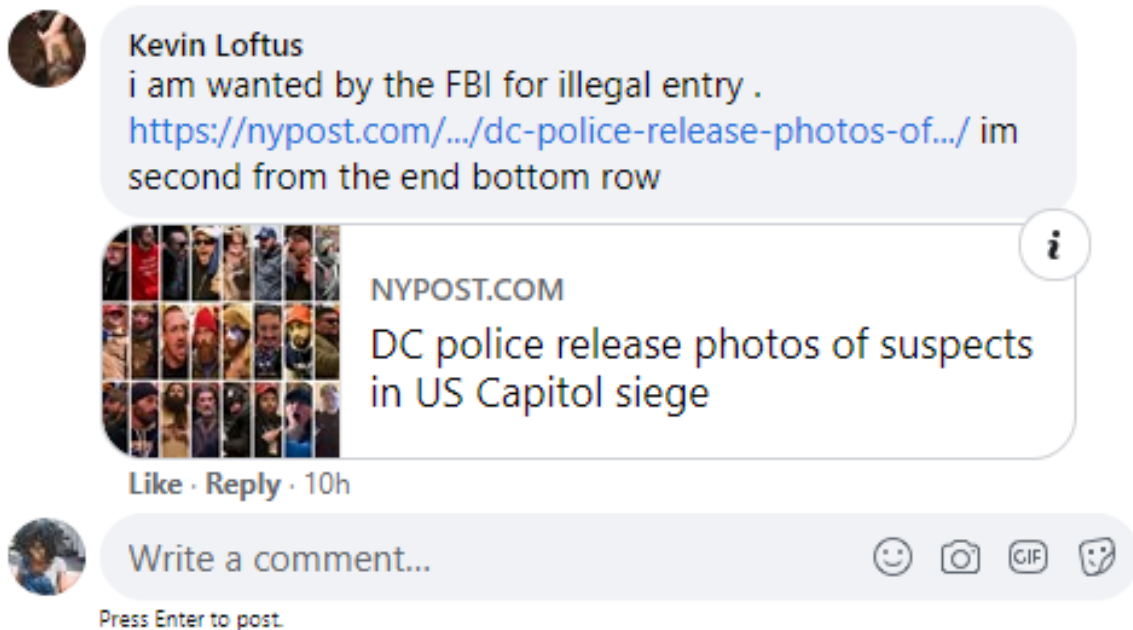 Kevin Loftus
i am wanted by the FBI for illegal entry .
https://nypost.com/.../dc-police-release-photos-of.../ im
second from the end bottom row
i
NYPOST.COM
DC police release photos of suspects
in US Capitol siege
Like · Reply · 10h
Write a comment...
GIF
Press Enter to post.